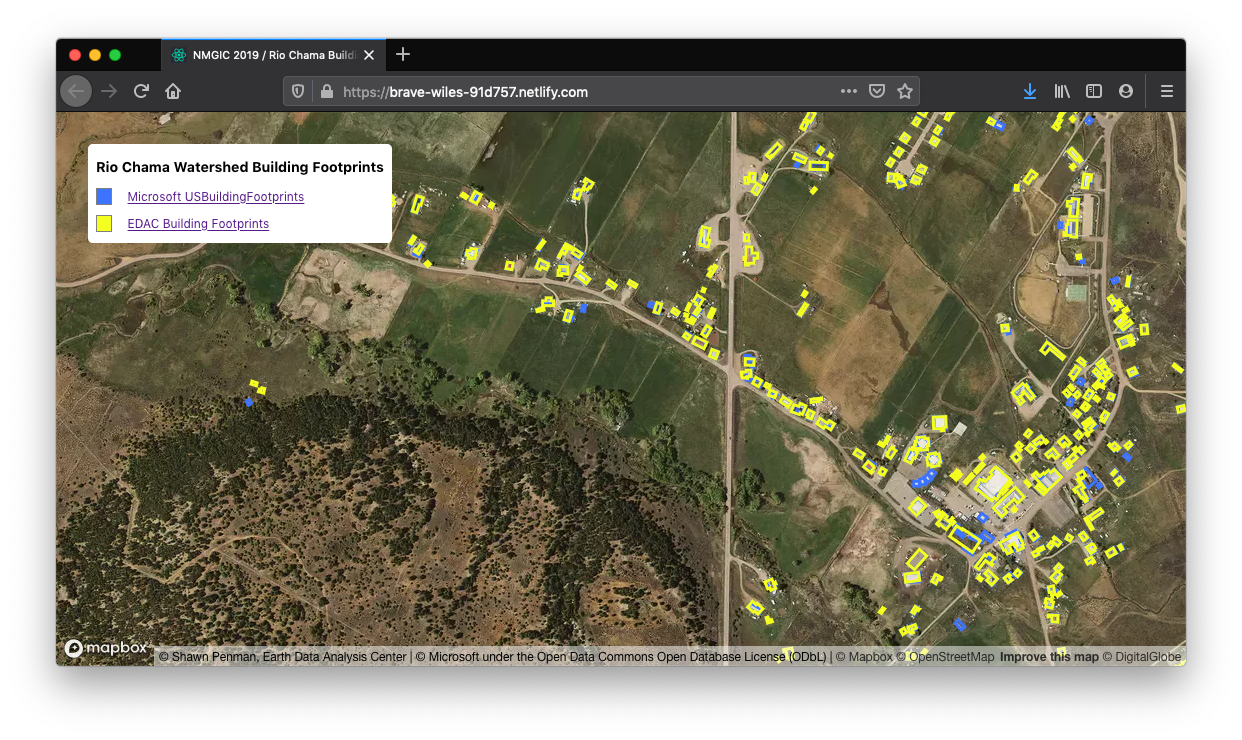 NMGIC 2019 / Rio Chama Buildi
https://brave-wiles-91d757.netlify.com
Rio Chama Watershed Building Footprints
Microsoft USBuildingFootprints
EDAC Building Footprints
mapbox
© Shawn Penman, Earth Data Analysis Center | © Microsoft under the Open Data Commons Open Database License (ODbL) | © Mapbox © OpenStreetMap Improve this map © DigitalGlobe